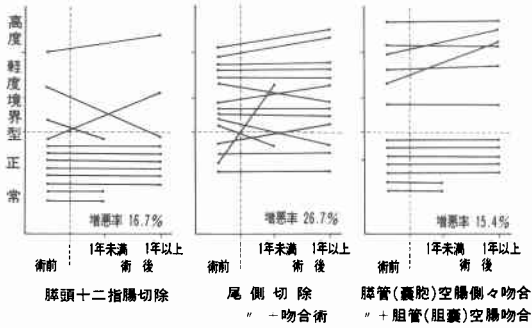 高度
軽度
境界型
正常
増悪率 16.7%
術前
1年未満
1年以上
術後
膵頭十二指腸切除
増悪率 26.7%
術前
1年未満
1年以上
術後
尾側切除
〃 +吻合術
増悪率 15.4%
術前
1年未満
1年以上
術後
膵管(嚢胞)空腸側々吻合
〃 +胆管(胆嚢)空腸吻合